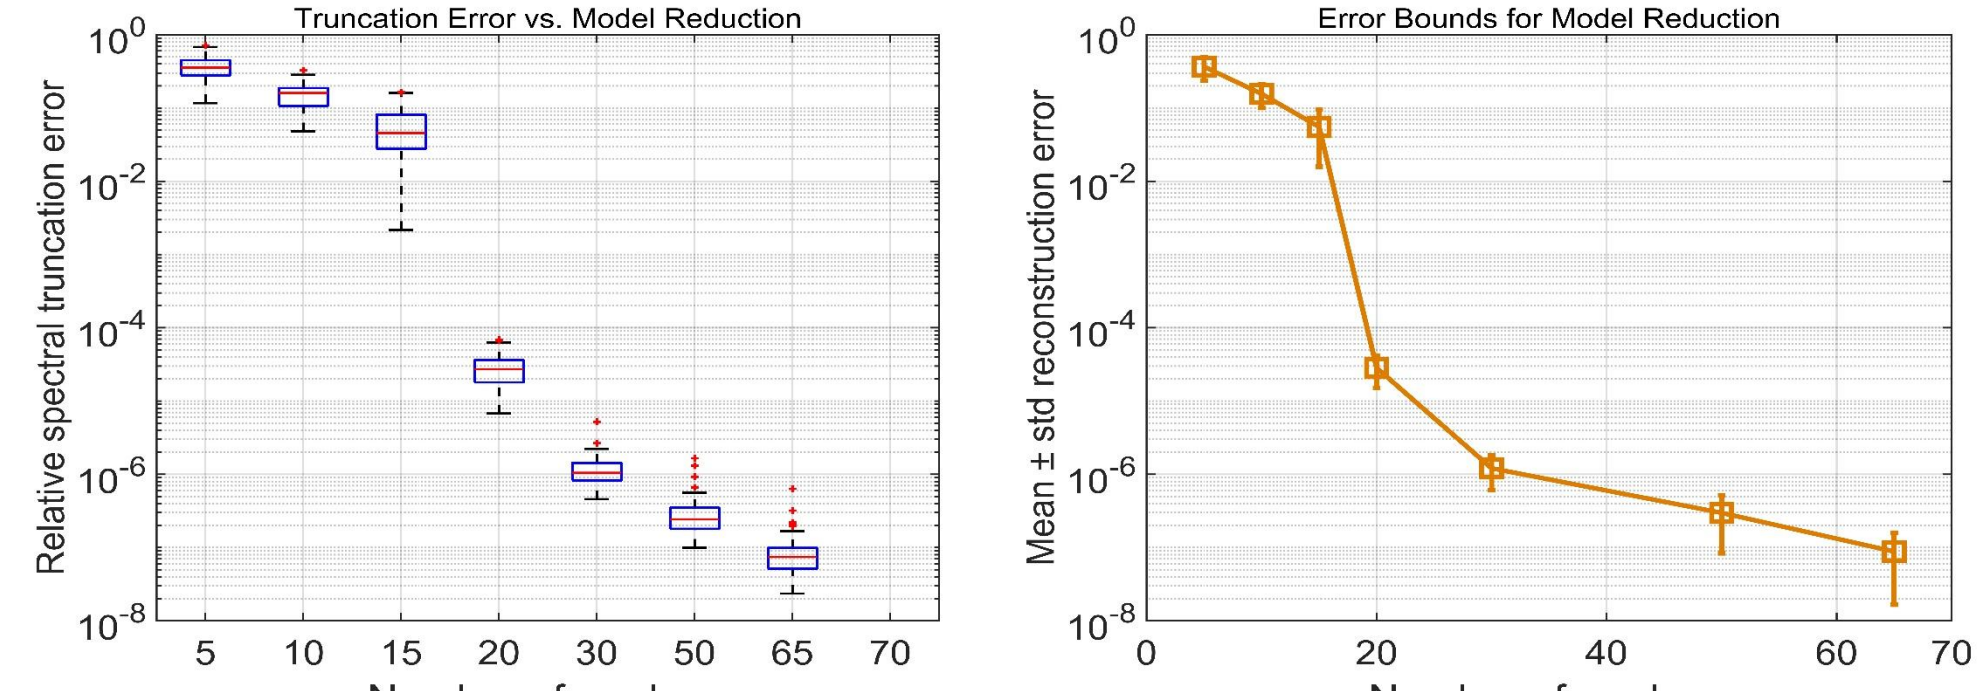 Truncation Error vs. Model Reduction
Relative spectral truncation error
10^0
10^-2
10^-4
10^-6
10^-8
5 10 15 20 30 50 65 70
Error Bounds for Model Reduction
Mean ± std reconstruction error
10^0
10^-2
10^-4
10^-6
10^-8
0 20 40 60 70